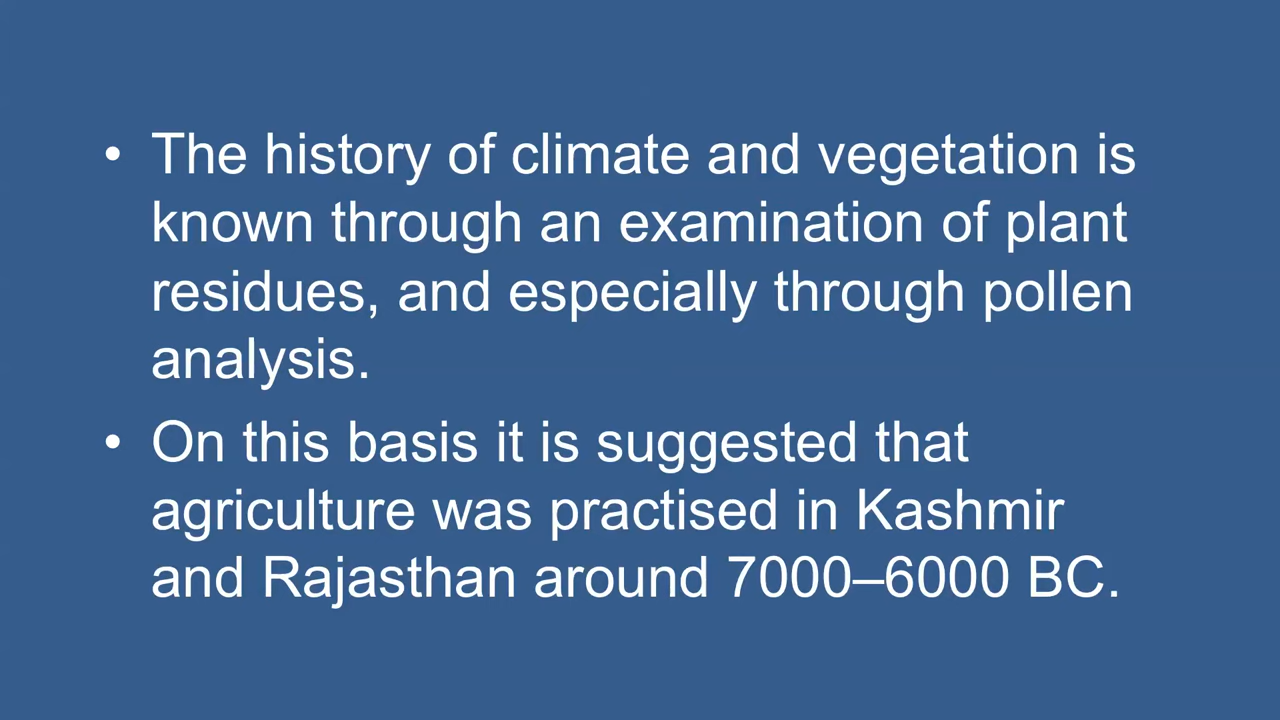 • The history of climate and vegetation is
known through an examination of plant
residues, and especially through pollen
analysis.
• On this basis it is suggested that
agriculture was practised in Kashmir
and Rajasthan around 7000–6000 BC.